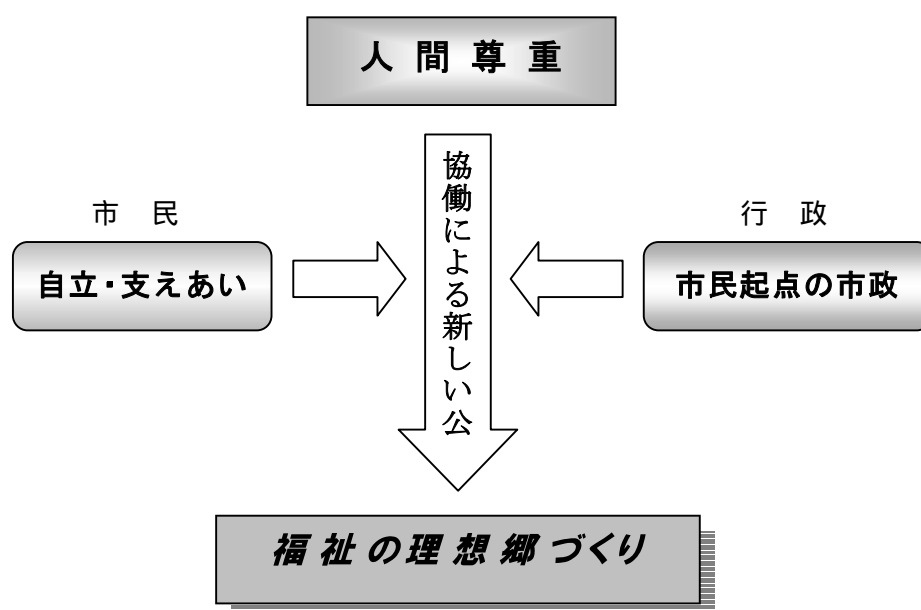 人間尊重
協働による新しい公
市民
行政
自立・支えあい
市民起点の市政
福祉の理想郷づくり